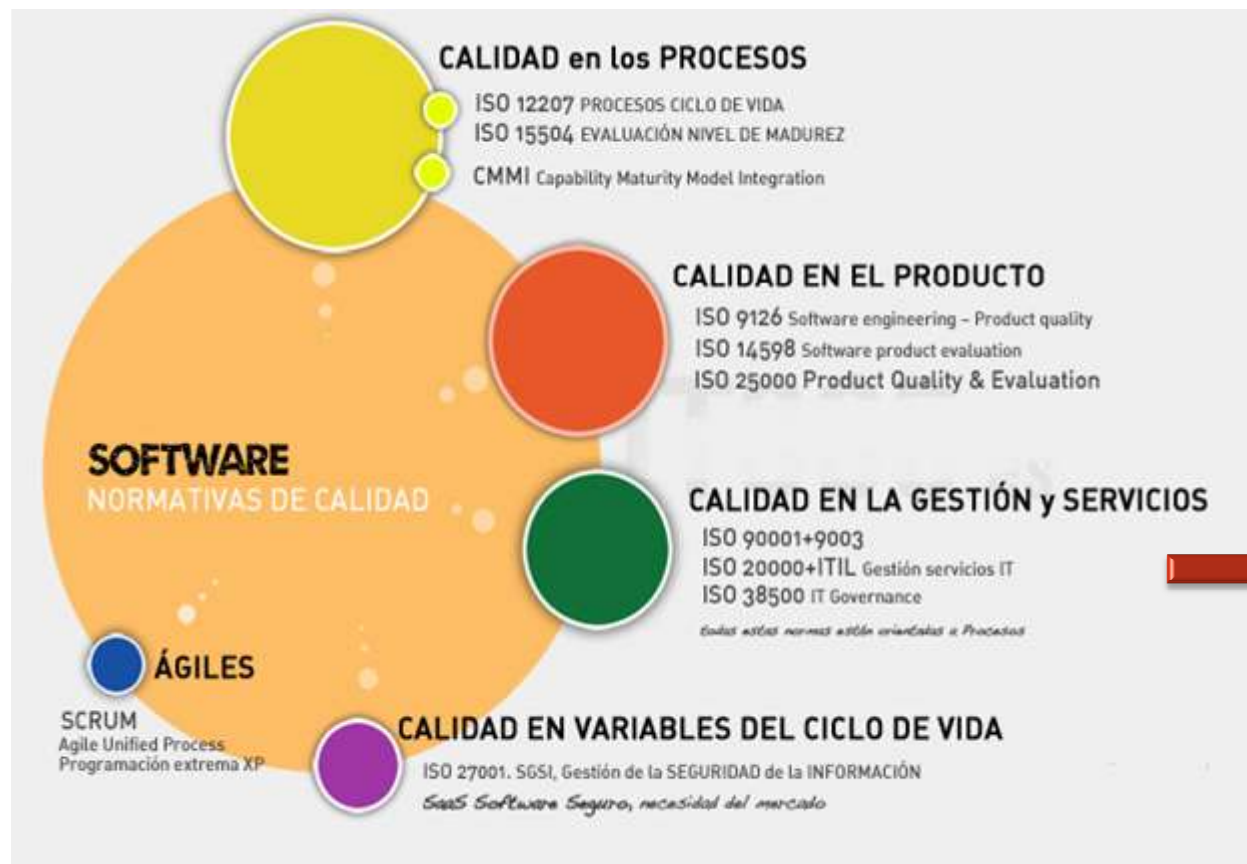 CALIDAD en los PROCESOS
ISO 12207 PROCESOS CICLO DE VIDA
ISO 15504 EVALUACIÓN NIVEL DE MADUREZ
CMMI Capability Maturity Model Integration
CALIDAD EN EL PRODUCTO
ISO 9126 Software engineering – Product quality
ISO 14598 Software product evaluation
ISO 25000 Product Quality & Evaluation
SOFTWARE
NORMATIVAS DE CALIDAD
CALIDAD EN LA GESTIÓN y SERVICIOS
ISO 90001+9003
ISO 20000+ITIL Gestión servicios IT
ISO 38500 IT Governance
todas estas normas están orientadas a Procesos
ÁGILES
SCRUM
Agile Unified Process
Programación extrema XP
CALIDAD EN VARIABLES DEL CICLO DE VIDA
ISO 27001. SGSI, Gestión de la SEGURIDAD de la INFORMACIÓN
SaaS Software Seguro, necesidad del mercado